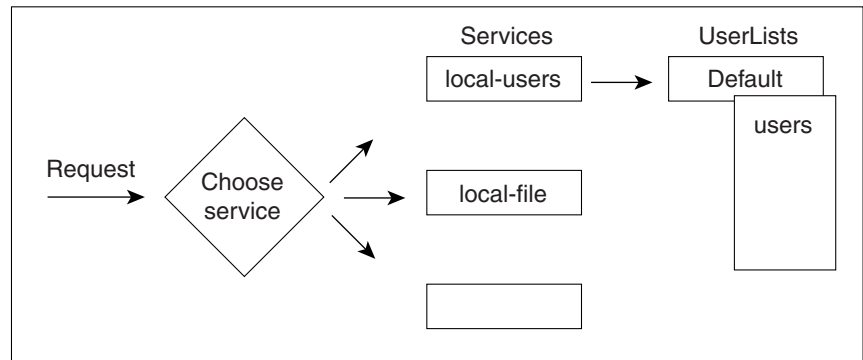 Services
UserLists
local-users
Default
users
Request
Choose
service
local-file